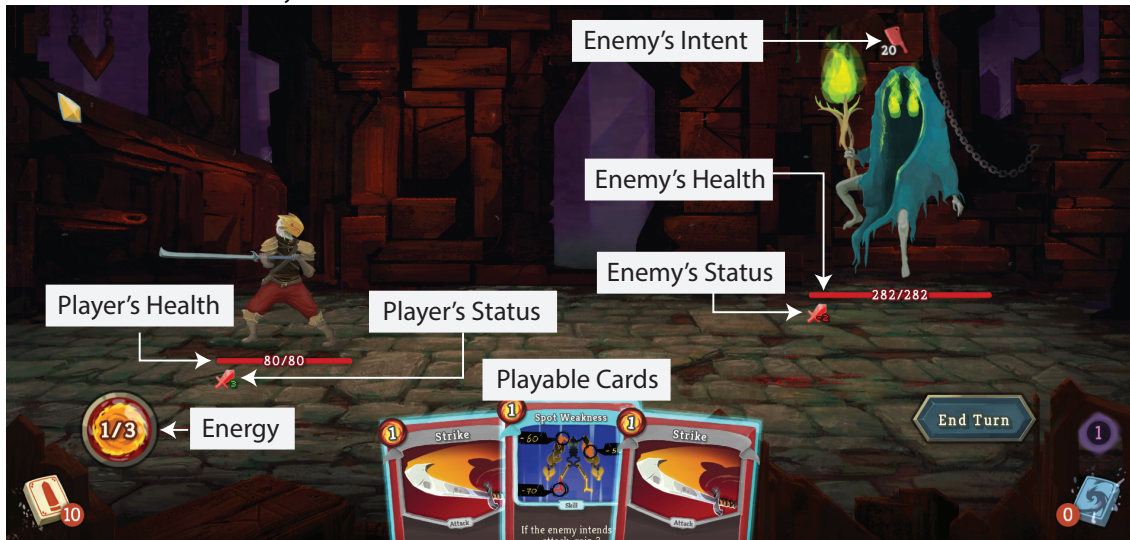 Enemy's Intent
20
Enemy's Health
282/282
Enemy's Status
-2
Player's Health
Player's Status
80/80
3
Playable Cards
1/3
Energy
1
Strike
Attack
1
Spot Weakness
-60
-70
Skill
If the enemy intends
1
Strike
Attack
End Turn
1
10
0